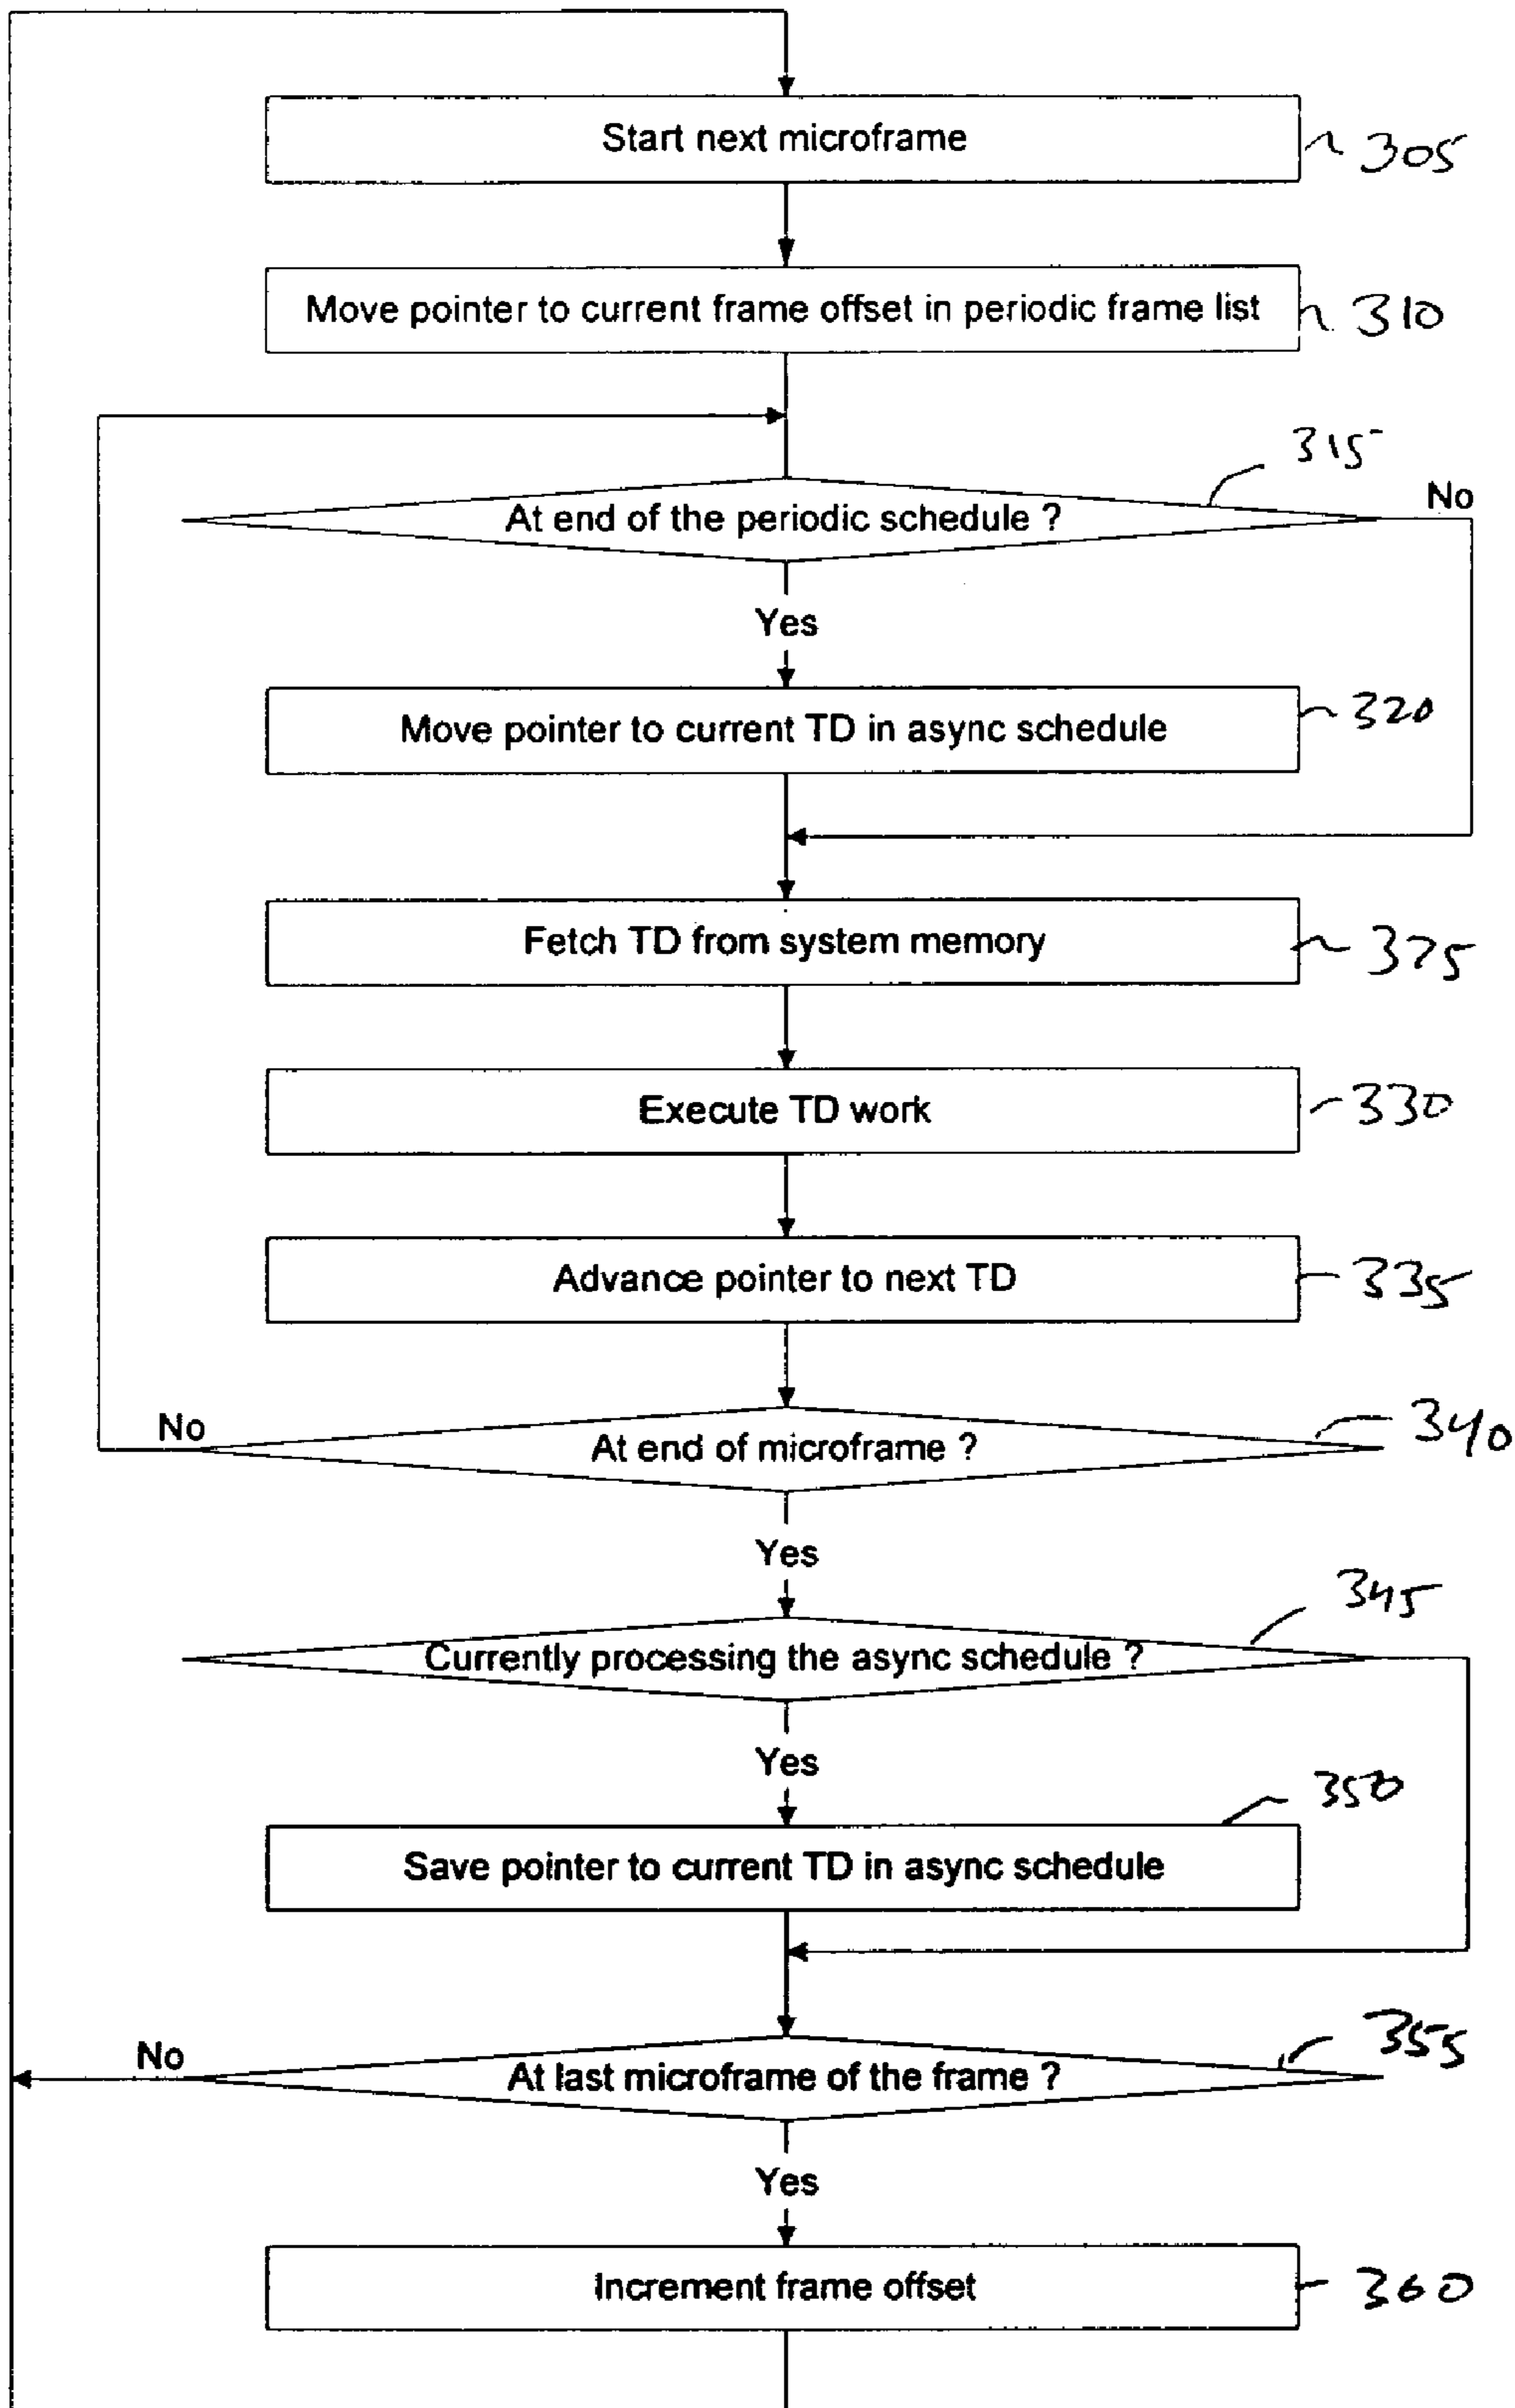 Start next microframe 305
Move pointer to current frame offset in periodic frame list 310
315
At end of the periodic schedule ? No
Yes
Move pointer to current TD in async schedule 320
Fetch TD from system memory 375
Execute TD work 330
Advance pointer to next TD 335
No At end of microframe ? 340
Yes
345
Currently processing the async schedule ?
Yes
350
Save pointer to current TD in async schedule
No At last microframe of the frame ? 355
Yes
Increment frame offset 360